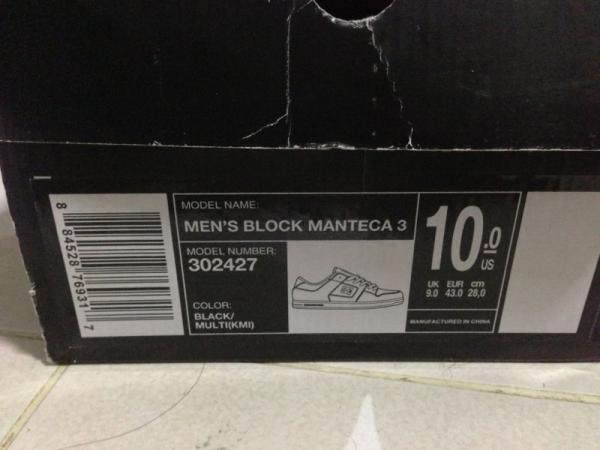 8 84528 76931 7
MODEL NAME:
MEN'S BLOCK MANTECA 3
MODEL NUMBER:
302427
COLOR:
BLACK/
MULTI(KMI)
10.0
US
UK EUR cm
9.0 43.0 28,0
MANUFACTURED IN CHINA